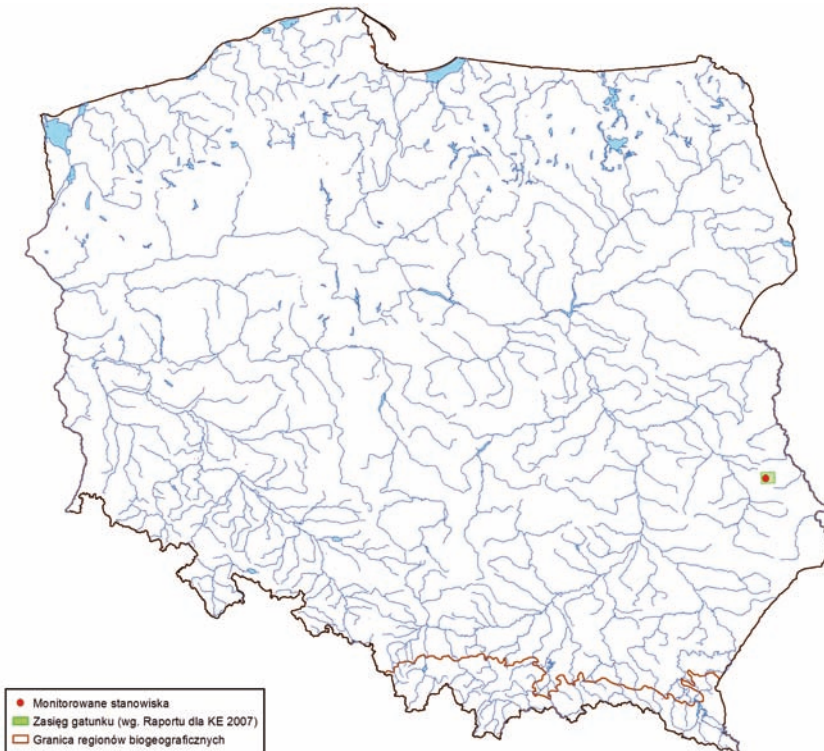 Monitorowane stanowiska
Zasięg gatunku (wg. Raportu dla KE 2007)
Granica regionów biogeograficznych